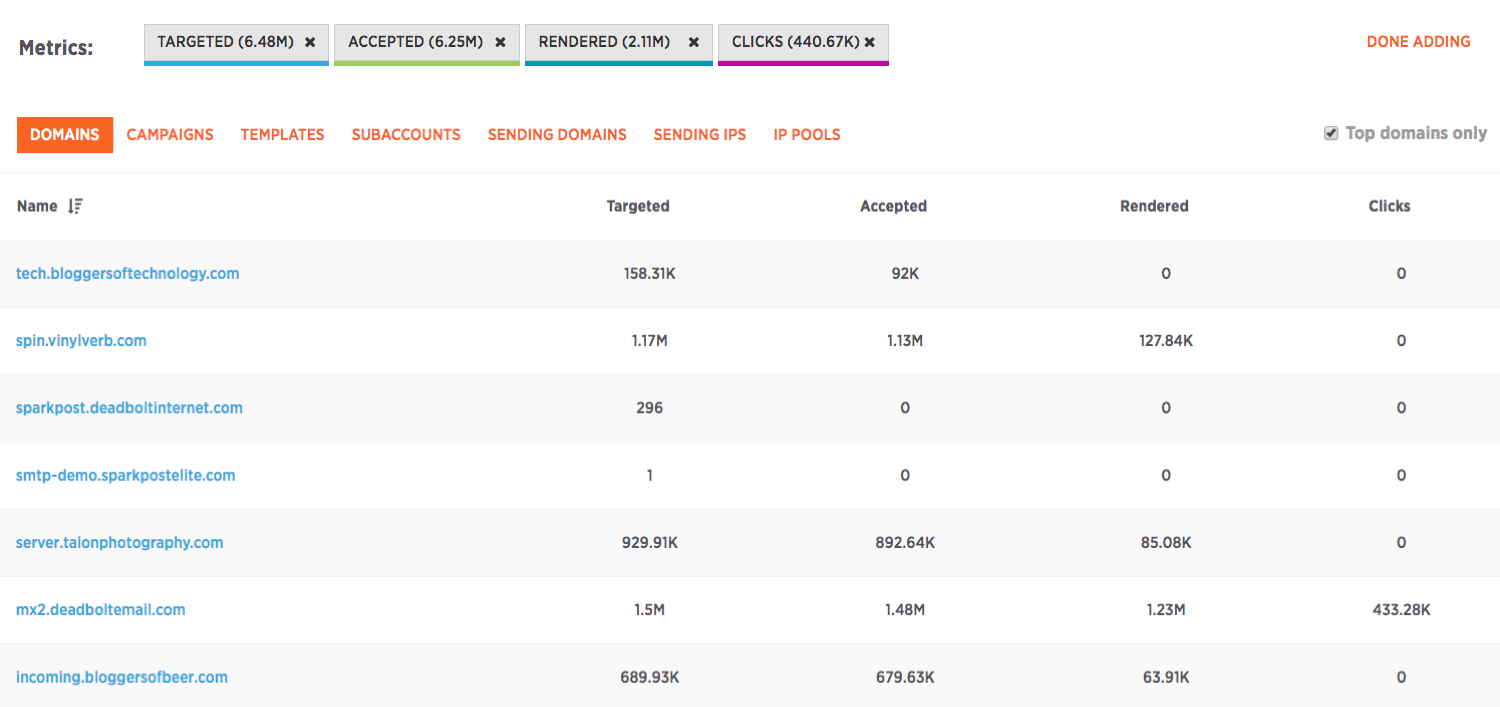 Metrics: TARGETED (6.48M) ✖ ACCEPTED (6.25M) ✖ RENDERED (2.11M) ✖ CLICKS (440.67K) ✖ DONE ADDING
DOMAINS CAMPAIGNS TEMPLATES SUBACCOUNTS SENDING DOMAINS SENDING IPS IP POOLS Top domains only
Name Targeted Accepted Rendered Clicks
tech.bloggersoftechnology.com 158.31K 92K 0 0
spin.vinylverb.com 1.17M 1.13M 127.84K 0
sparkpost.deadboltinternet.com 296 0 0 0
smtp-demo.sparkpostelite.com 1 0 0 0
server.talonphotography.com 929.91K 892.64K 85.08K 0
mx2.deadboltemail.com 1.5M 1.48M 1.23M 433.28K
incoming.bloggersofbeer.com 689.93K 679.63K 63.91K 0